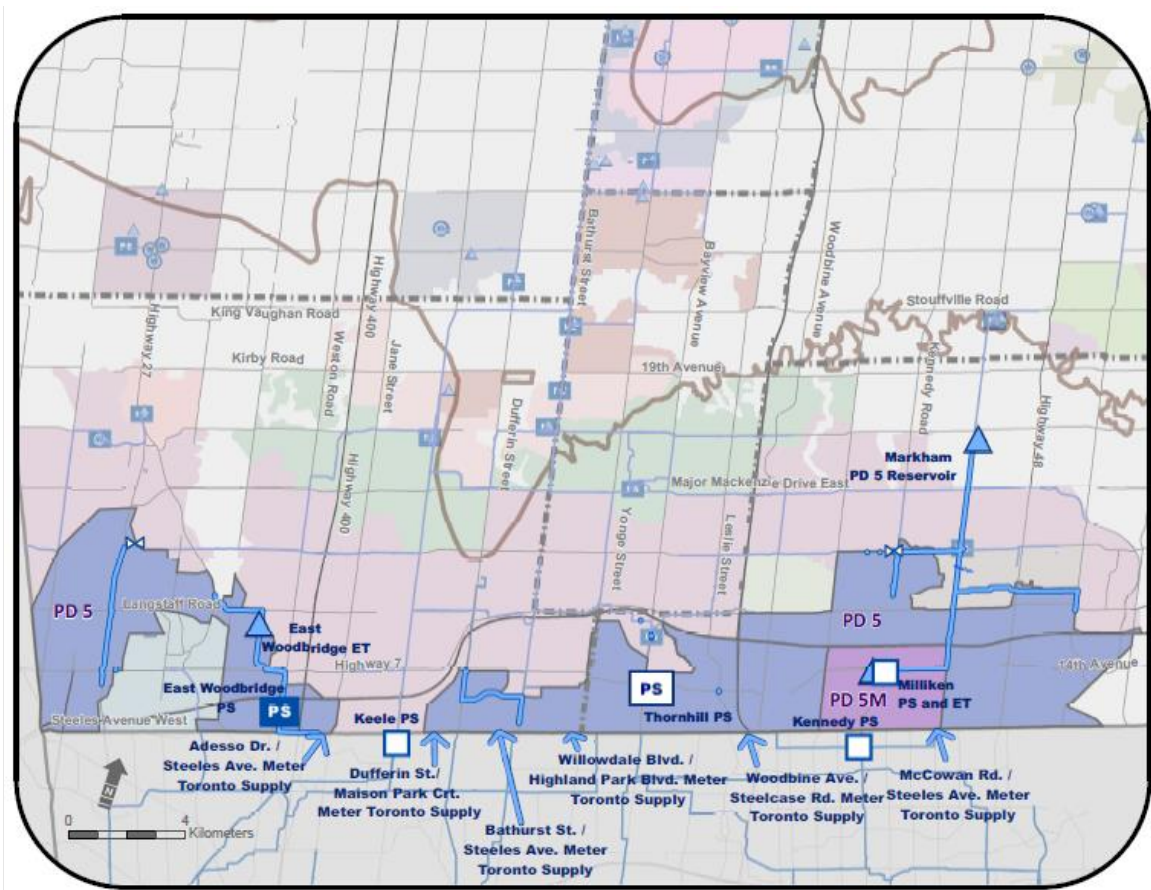 Bathurst Street
Bayview Avenue
Woodbine Avenue
Highway 27
King Vaughan Road
Kirby Road
Weston Road
Highway 400
Jane Street
Dufferin Street
19th Avenue
Stouffville Road
Kennedy Road
Highway 48
Highway 400
Major Mackenzie Drive East
Markham
PD 5 Reservoir
Yonge Street
Leslie Street
PD 5
Langstaff Road
East
Woodbridge ET
Highway 7
PD 5
14th Avenue
East Woodbridge
PS
PS
Steeles Avenue West
Keele PS
PS
Thornhill PS
PD 5M
Milliken
PS and ET
Kennedy PS
Adesso Dr. /
Steeles Ave. Meter
Toronto Supply
Dufferin St./
Maison Park Crt.
Meter Toronto Supply
Bathurst St. /
Steeles Ave. Meter
Toronto Supply
Willowdale Blvd. /
Highland Park Blvd. Meter
Toronto Supply
Woodbine Ave. /
Steelcase Rd. Meter
Toronto Supply
McCowan Rd. /
Steeles Ave. Meter
Toronto Supply
N
0 4
Kilometers